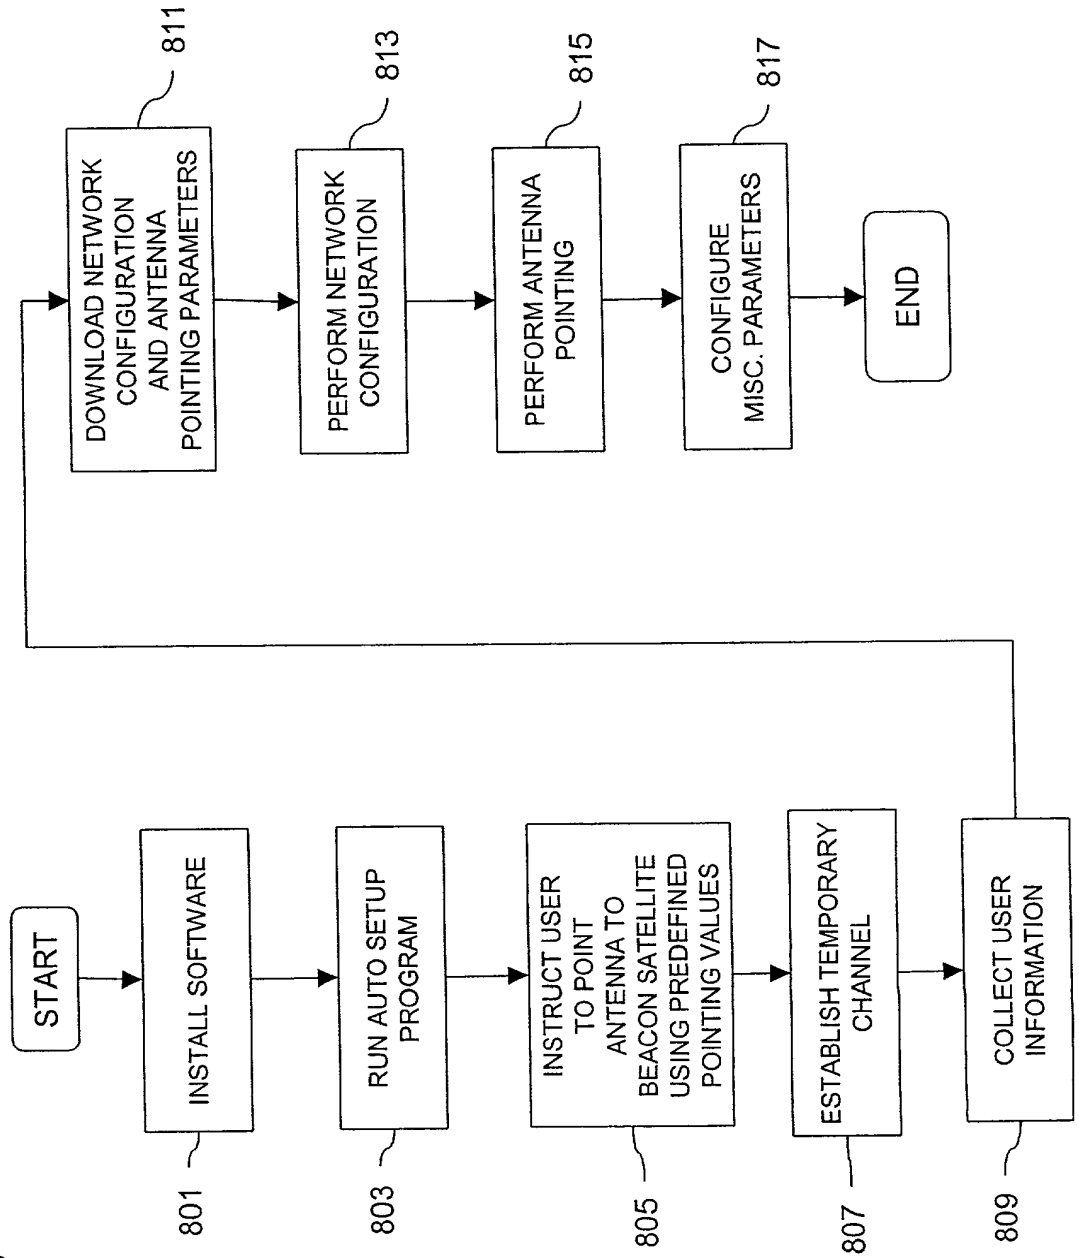 START
INSTALL SOFTWARE
801
RUN AUTO SETUP
PROGRAM
803
INSTRUCT USER
TO POINT
ANTENNA TO
BEACON SATELLITE
USING PREDEFINED
POINTING VALUES
805
ESTABLISH TEMPORARY
CHANNEL
807
COLLECT USER
INFORMATION
809
DOWNLOAD NETWORK
CONFIGURATION
AND ANTENNA
POINTING PARAMETERS
811
PERFORM NETWORK
CONFIGURATION
813
PERFORM ANTENNA
POINTING
815
CONFIGURE
MISC. PARAMETERS
817
END